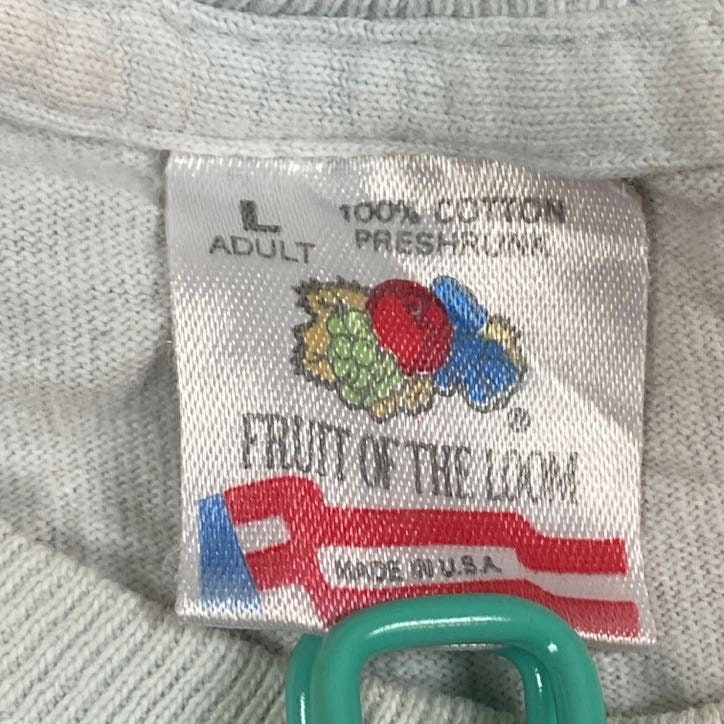 L
ADULT
100% COTTON
PRESHRUNK
®
FRUIT OF THE LOOM
MADE IN U.S.A.